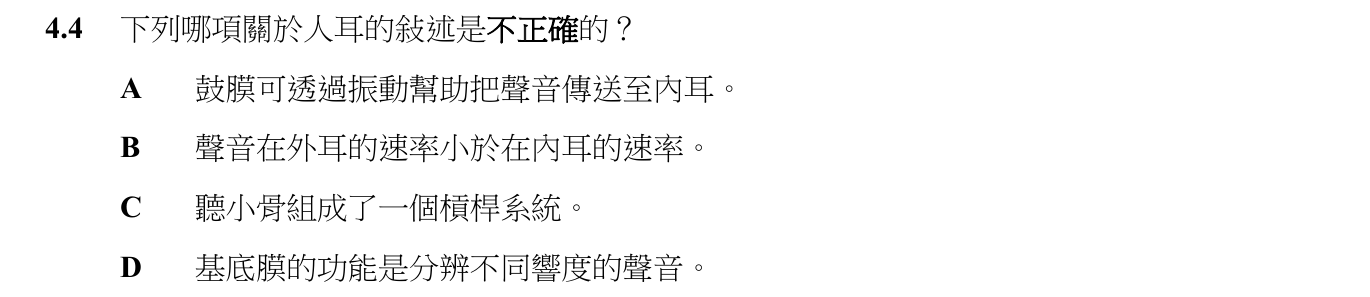 4.4 下列哪項關於人耳的敍述是不正確的？
A 鼓膜可透過振動幫助把聲音傳送至內耳。
B 聲音在外耳的速率小於在內耳的速率。
C 聽小骨組成了一個槓桿系統。
D 基底膜的功能是分辨不同響度的聲音。